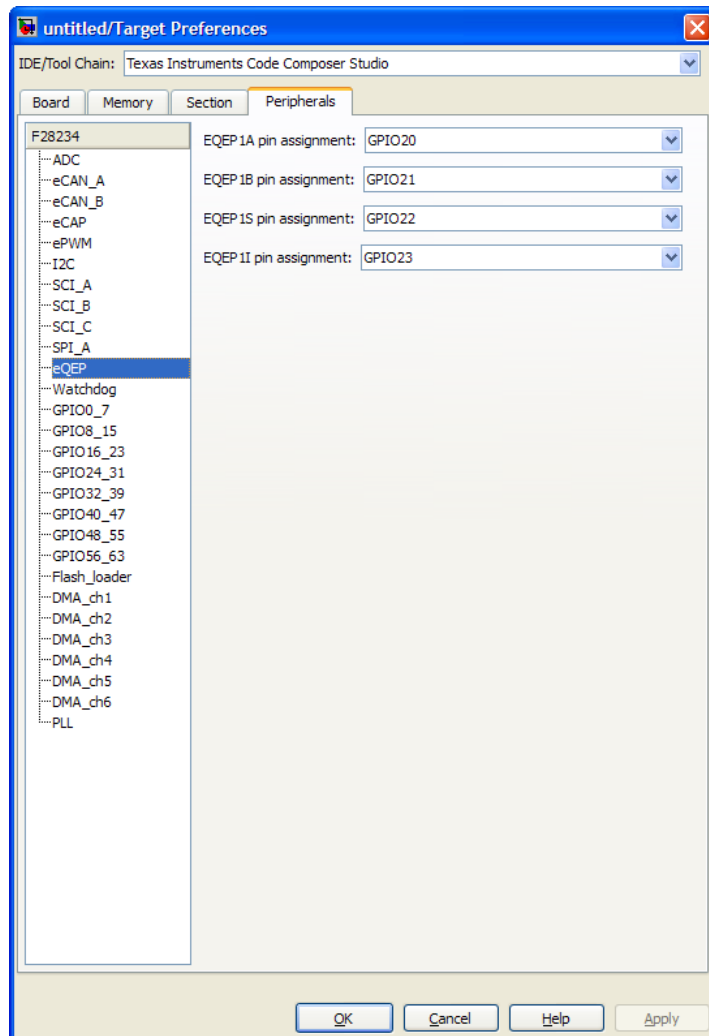 untitled/Target Preferences
IDE/Tool Chain: Texas Instruments Code Composer Studio
Board Memory Section Peripherals
F28234
ADC
eCAN_A
eCAN_B
eCAP
ePWM
I2C
SCI_A
SCI_B
SCI_C
SPI_A
eQEP
Watchdog
GPIO0_7
GPIO8_15
GPIO16_23
GPIO24_31
GPIO32_39
GPIO40_47
GPIO48_55
GPIO56_63
Flash_loader
DMA_ch1
DMA_ch2
DMA_ch3
DMA_ch4
DMA_ch5
DMA_ch6
PLL
EQEP1A pin assignment: GPIO20
EQEP1B pin assignment: GPIO21
EQEP1S pin assignment: GPIO22
EQEP1I pin assignment: GPIO23
OK Cancel Help Apply